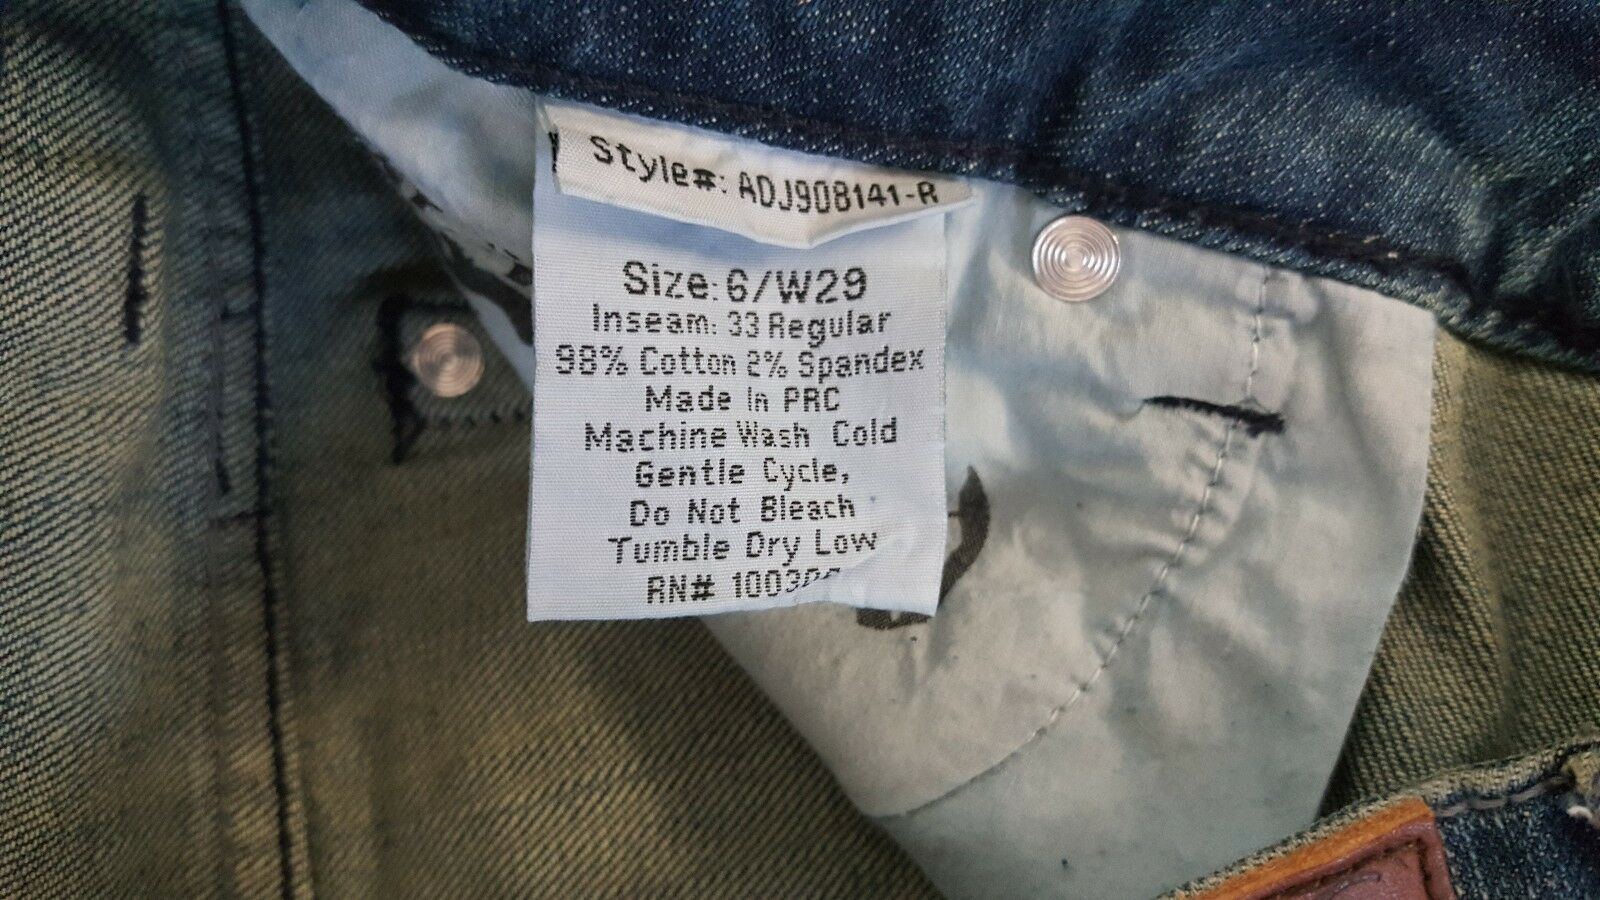 Style#: ADJ908141-R
Size: 6/W29
Inseam: 33 Regular
98% Cotton 2% Spandex
Made In PRC
Machine Wash Cold
Gentle Cycle,
Do Not Bleach
Tumble Dry Low
RN#